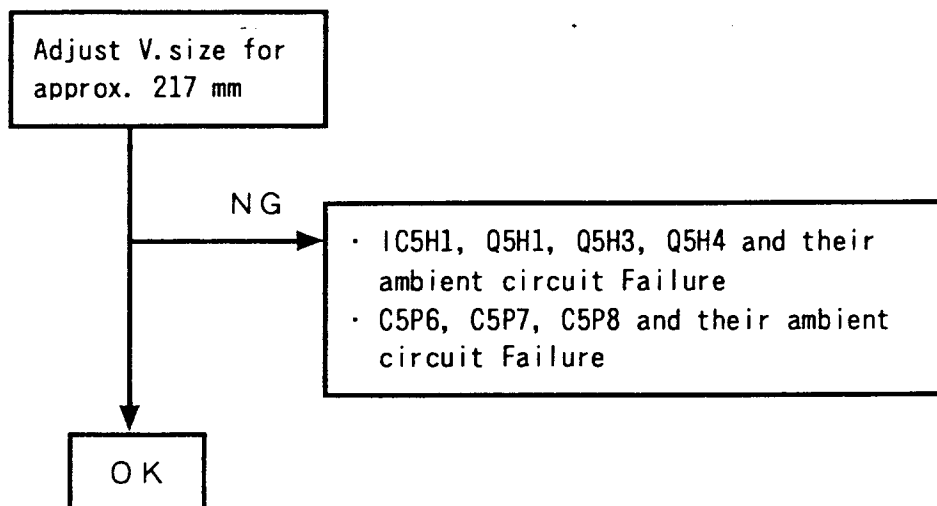 Adjust V.size for
approx. 217 mm
NG
· IC5H1, Q5H1, Q5H3, Q5H4 and their
ambient circuit Failure
· C5P6, C5P7, C5P8 and their ambient
circuit Failure
OK